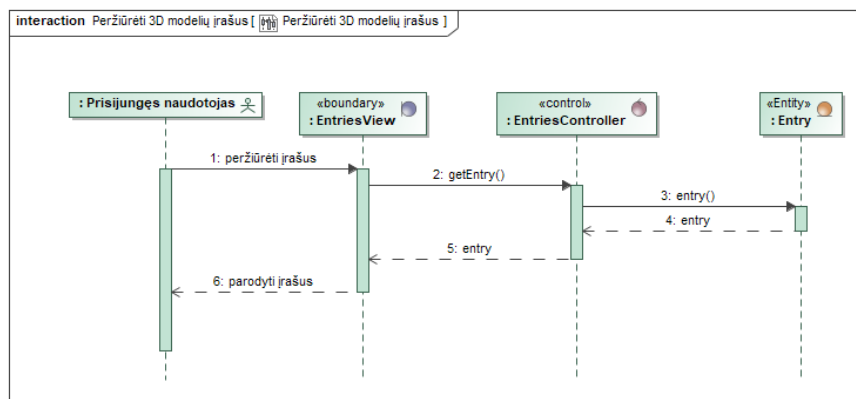 interaction Peržiūrėti 3D modelių įrašus [ Peržiūrėti 3D modelių įrašus ]
: Prisijungęs naudotojas
«boundary»
: EntriesView
«control»
: EntriesController
«Entity»
: Entry
1: peržiūrėti įrašus
2: getEntry()
3: entry()
4: entry
5: entry
6: parodyti įrašus